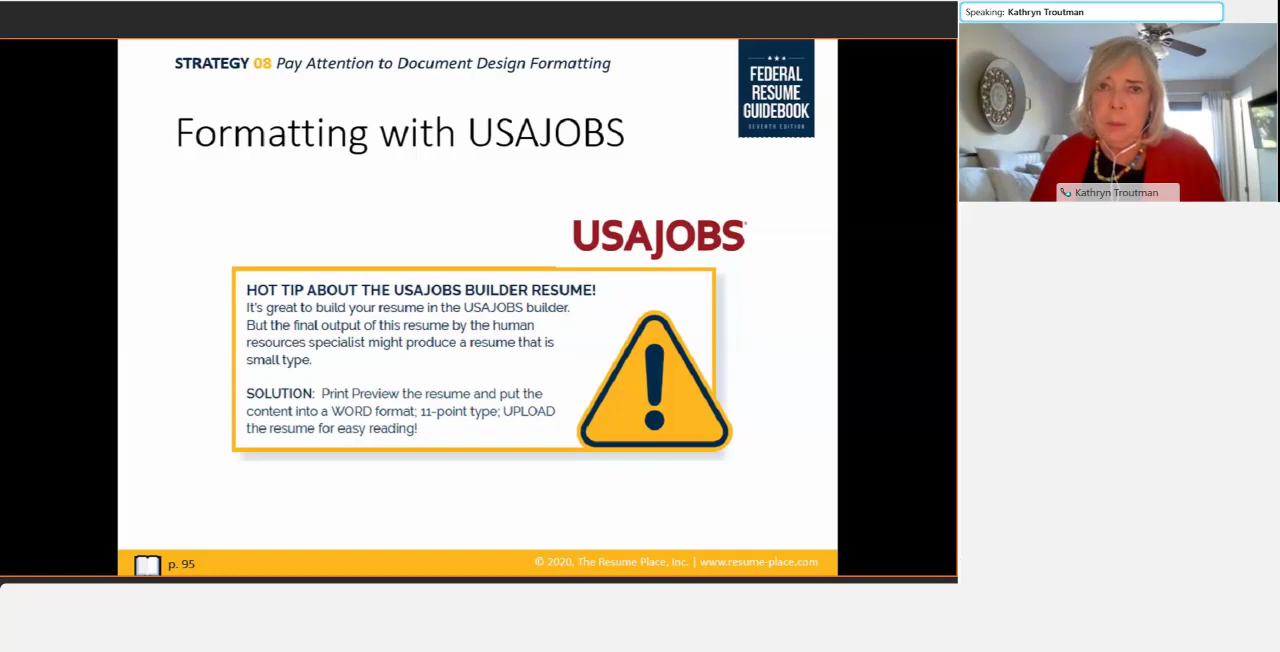 Speaking: Kathryn Troutman
STRATEGY 08 Pay Attention to Document Design Formatting
FEDERAL
RESUME
GUIDEBOOK
SEVENTH EDITION
Formatting with USAJOBS
Kathryn Troutman
USAJOBS®
HOT TIP ABOUT THE USAJOBS BUILDER RESUME!
It's great to build your resume in the USAJOBS builder.
But the final output of this resume by the human
resources specialist might produce a resume that is
small type.
SOLUTION: Print Preview the resume and put the
content into a WORD format; 11-point type; UPLOAD
the resume for easy reading!
p. 95
© 2020, The Resume Place, Inc. | www.resume-place.com